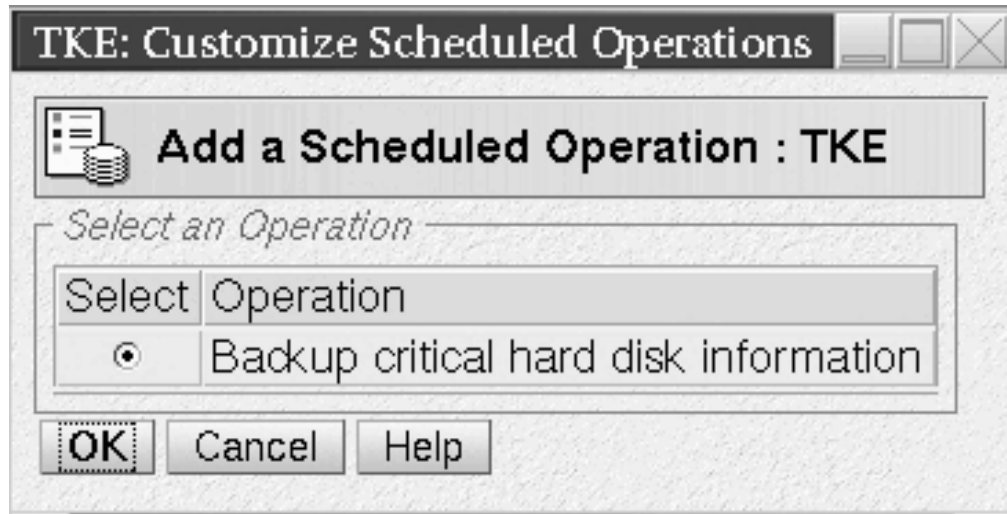 TKE: Customize Scheduled Operations
Add a Scheduled Operation : TKE
Select an Operation
Select Operation
Backup critical hard disk information
OK Cancel Help